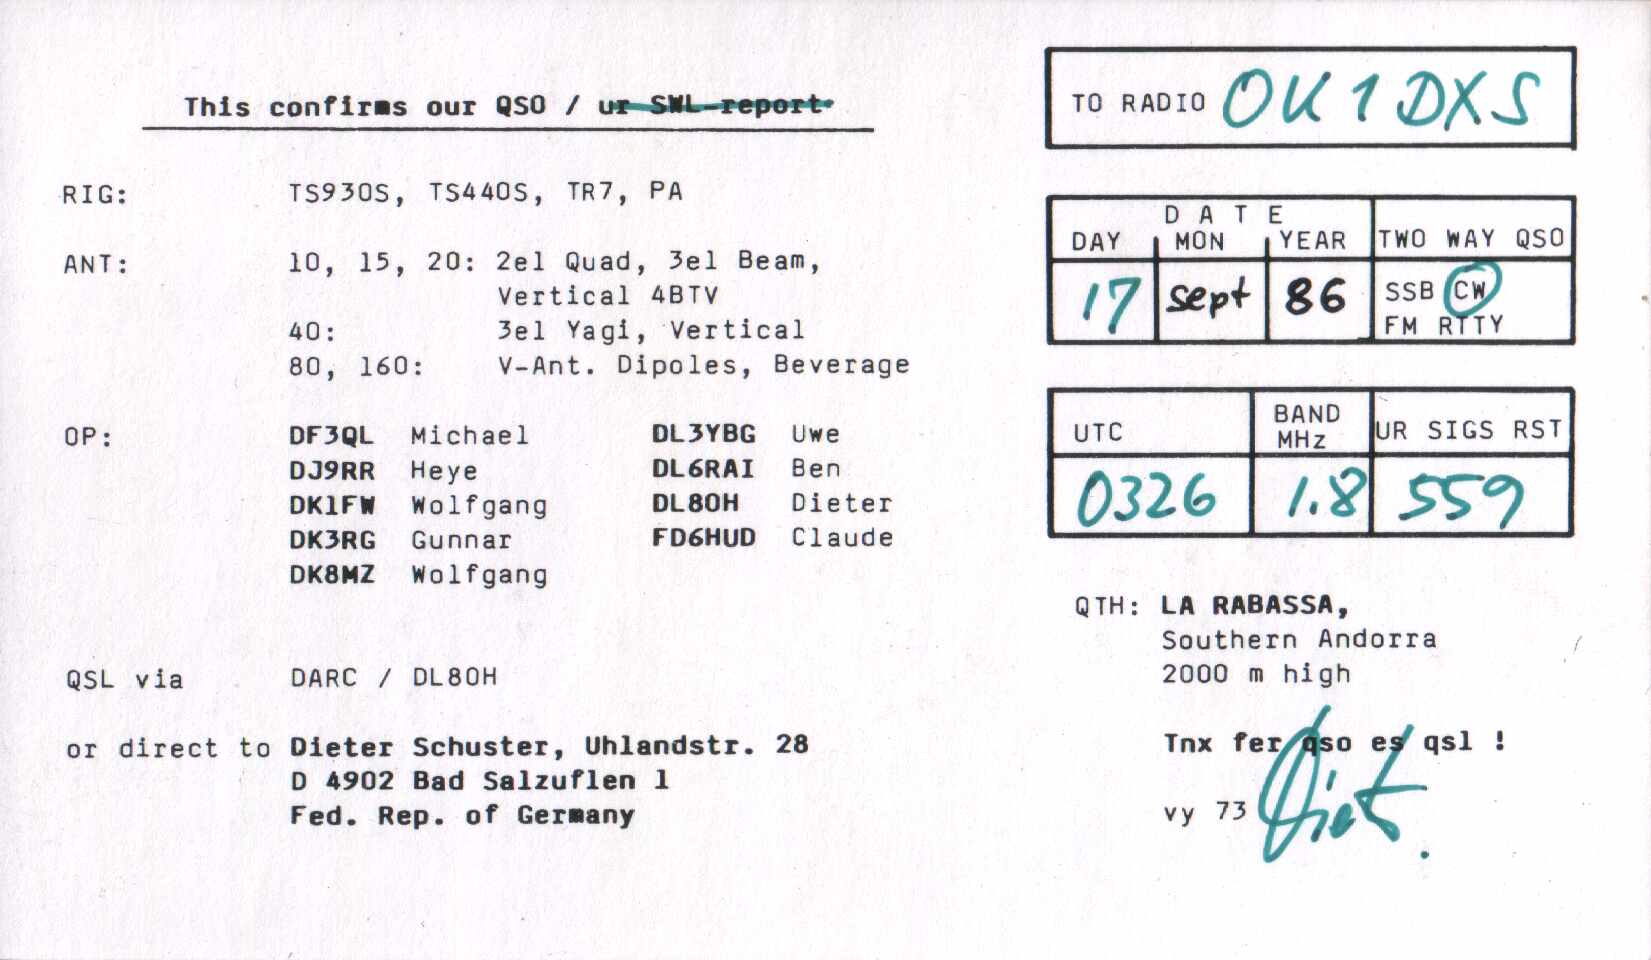 This confirms our QSO / ur SWL-report
RIG: TS930S, TS440S, TR7, PA
ANT: 10, 15, 20: 2el Quad, 3el Beam,
Vertical 4BTV
40: 3el Yagi, Vertical
80, 160: V-Ant. Dipoles, Beverage
OP: DF3QL Michael DL3YBG Uwe
DJ9RR Heye DL6RAI Ben
DK1FW Wolfgang DL8OH Dieter
DK3RG Gunnar FD6HUD Claude
DK8MZ Wolfgang
QSL via DARC / DL8OH
or direct to Dieter Schuster, Uhlandstr. 28
D 4902 Bad Salzuflen 1
Fed. Rep. of Germany
TO RADIO OK1DXS
DATE
DAY MON YEAR TWO WAY QSO
17 sept 86 SSB CW
FM RTTY
UTC BAND MHz UR SIGS RST
0326 1.8 559
QTH: LA RABASSA,
Southern Andorra
2000 m high
Tnx fer qso es qsl !
vy 73 Diet.